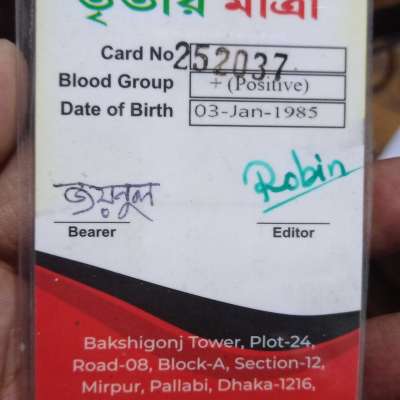 তৃতীয় মাত্রা
Card No 252037
Blood Group + (Positive)
Date of Birth 03-Jan-1985
জয়নুল Robin
Bearer Editor
Bakshigonj Tower, Plot-24,
Road-08, Block-A, Section-12,
Mirpur, Pallabi, Dhaka-1216,